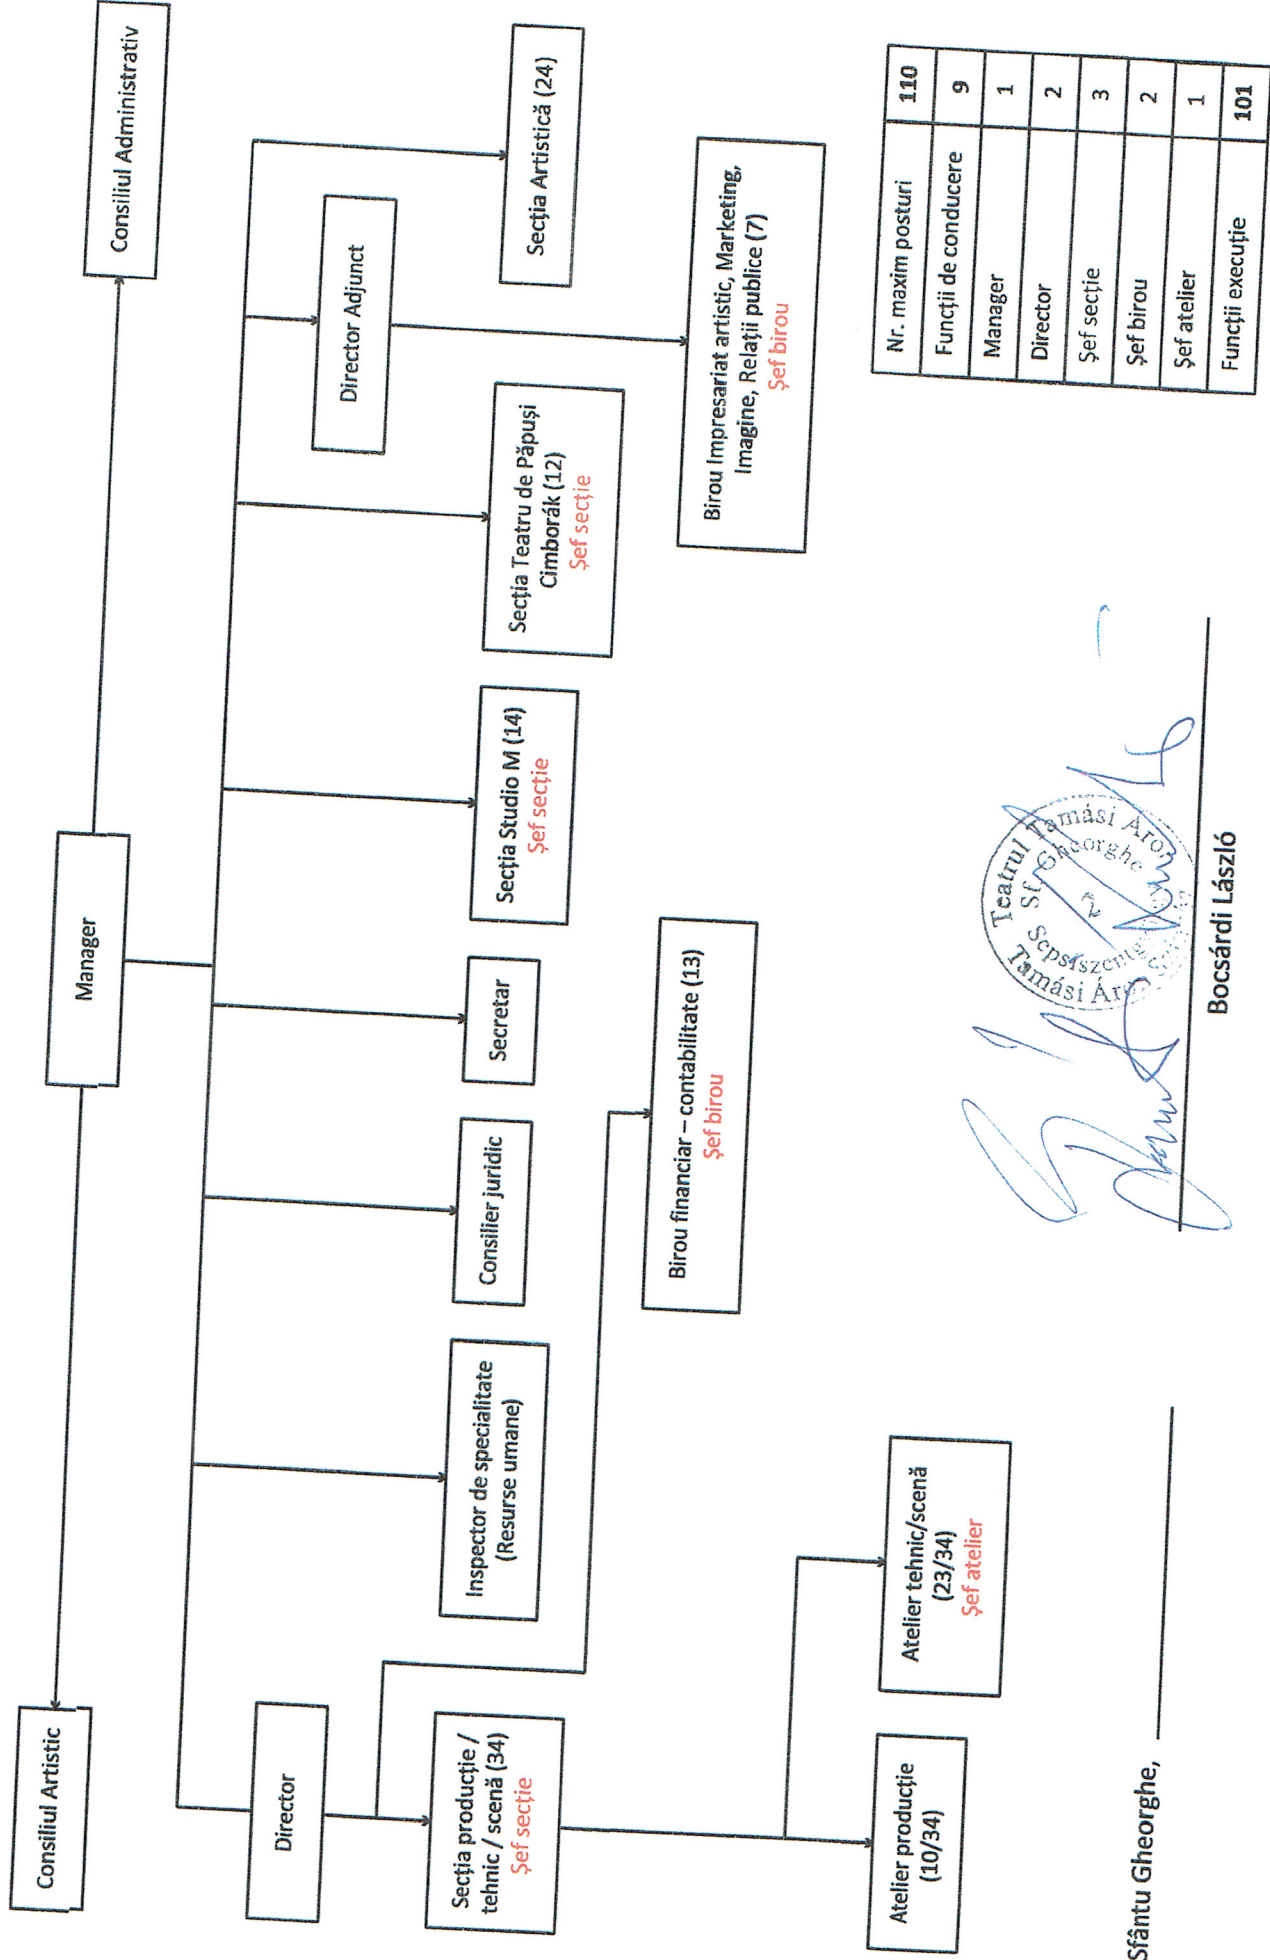 Consiliul Artistic
Manager
Consiliul Administrativ
Director
Director Adjunct
Secția producție /
tehnic / scenă (34)
Șef secție
Inspector de specialitate
(Resurse umane)
Consilier juridic
Secretar
Secția Studio M (14)
Șef secție
Secția Teatru de Păpuși
Cimborák (12)
Șef secție
Secția Artistică (24)
Birou financiar – contabilitate (13)
Șef birou
Birou Impresariat artistic, Marketing,
Imagine, Relații publice (7)
Șef birou
Atelier producție
(10/34)
Atelier tehnic/scenă
(23/34)
Șef atelier
Nr. maxim posturi 110
Funcții de conducere 9
Manager 1
Director 2
Șef secție 3
Șef birou 2
Șef atelier 1
Funcții execuție 101
Teatrul Tamási Áron
Sf. Gheorghe
2
Tamási
Sfântu Gheorghe,
Bocsárdi László